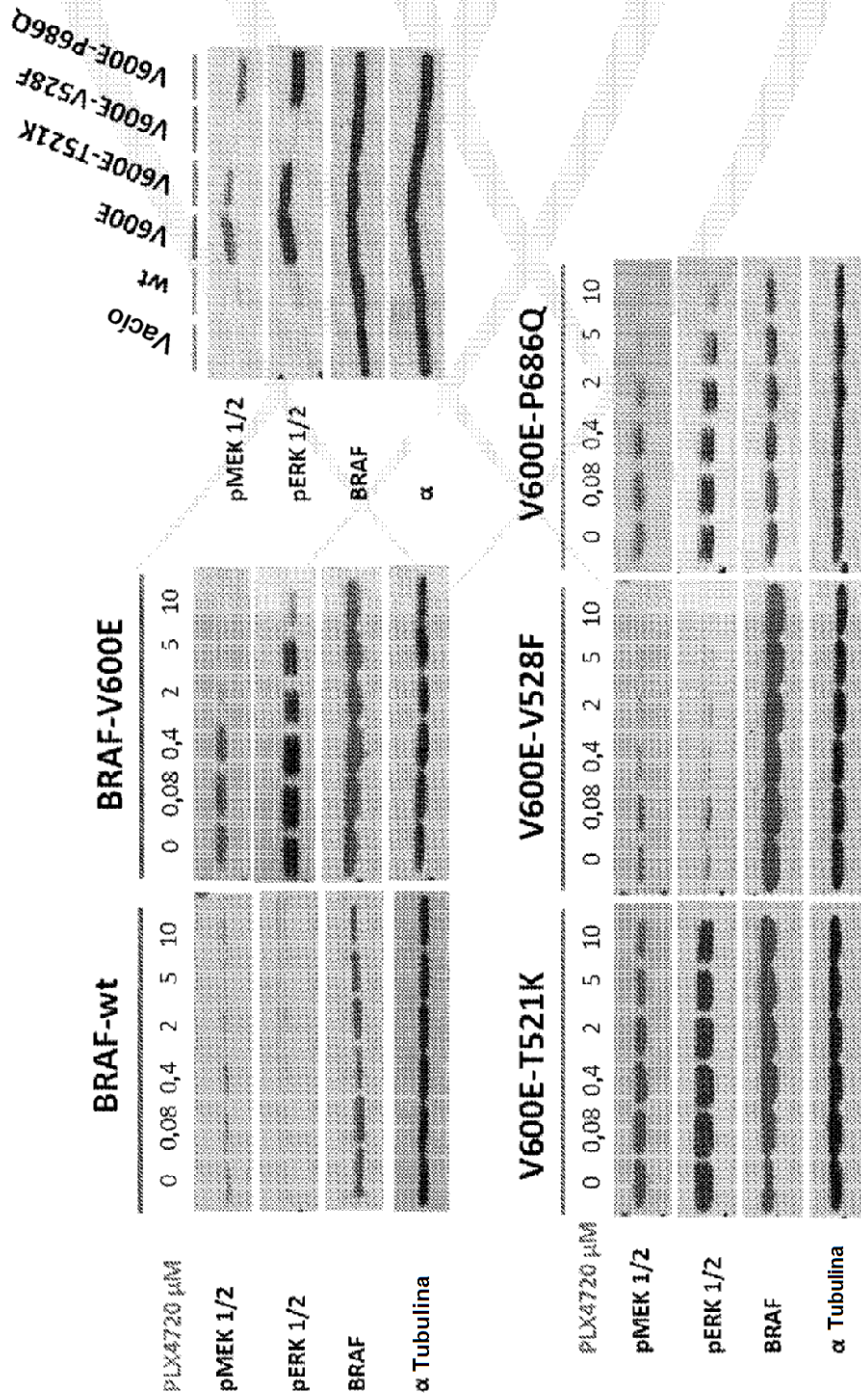 BRAF-wt
BRAF-V600E
PLX4720 µM
0 0,08 0,4 2 5 10
0 0,08 0,4 2 5 10
pMEK 1/2
pERK 1/2
BRAF
α Tubulina
Vacío
wt
V600E
V600E-T521K
V600E-V528F
V600E-P686Q
pMEK 1/2
pERK 1/2
BRAF
α
V600E-T521K
V600E-V528F
V600E-P686Q
PLX4720 µM
0 0,08 0,4 2 5 10
0 0,08 0,4 2 5 10
0 0,08 0,4 2 5 10
pMEK 1/2
pERK 1/2
BRAF
α Tubulina